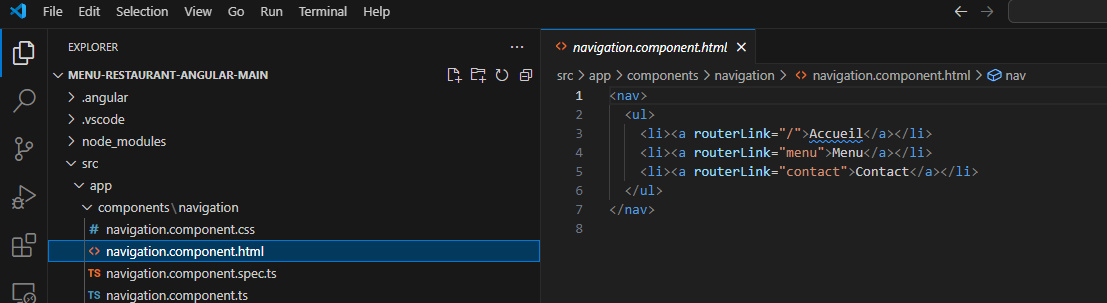 File Edit Selection View Go Run Terminal Help
EXPLORER ...
MENU-RESTAURANT-ANGULAR-MAIN
.angular
.vscode
node_modules
src
app
components\navigation
# navigation.component.css
<> navigation.component.html
TS navigation.component.spec.ts
TS navigation.component.ts
<> navigation.component.html ×
src > app > components > navigation > <> navigation.component.html > nav
1 <nav>
2   <ul>
3     <li><a routerLink="/">Accueil</a></li>
4     <li><a routerLink="menu">Menu</a></li>
5     <li><a routerLink="contact">Contact</a></li>
6   </ul>
7 </nav>
8